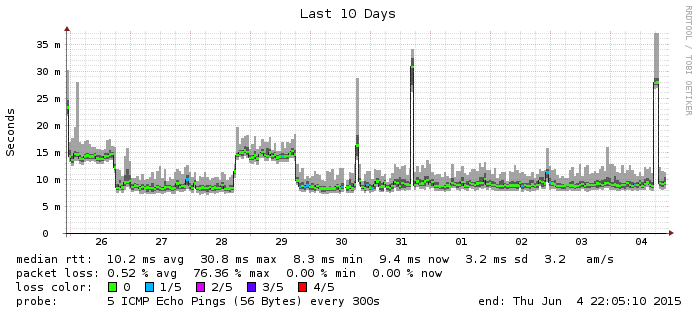 Last 10 Days
RRDTOOL / TOBI OETIKER
Seconds
35 m
30 m
25 m
20 m
15 m
10 m
5 m
0
26 27 28 29 30 31 01 02 03 04
median rtt: 10.2 ms avg 30.8 ms max 8.3 ms min 9.4 ms now 3.2 ms sd 3.2 am/s
packet loss: 0.52 % avg 76.36 % max 0.00 % min 0.00 % now
loss color: 0 1/5 2/5 3/5 4/5
probe: 5 ICMP Echo Pings (56 Bytes) every 300s end: Thu Jun 4 22:05:10 2015